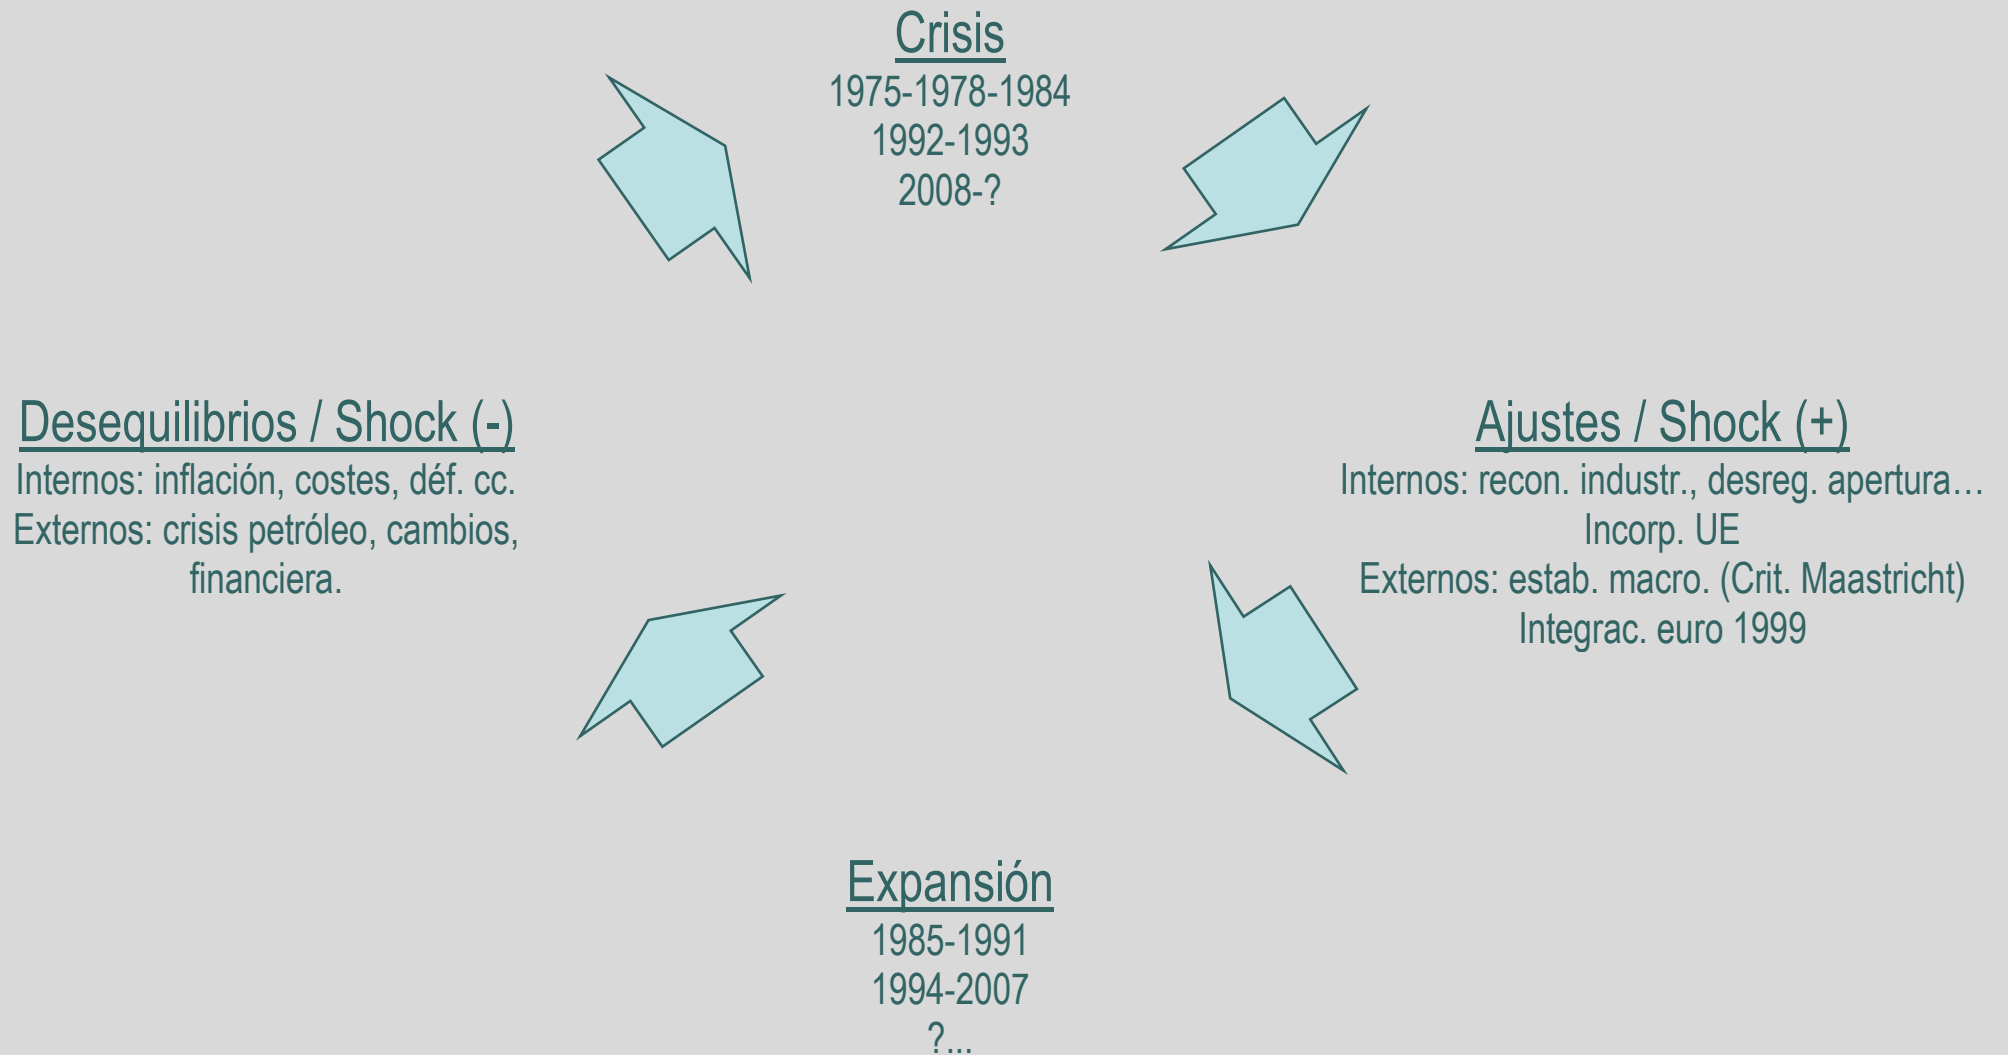 Crisis
1975-1978-1984
1992-1993
2008-?
Desequilibrios / Shock (-)
Internos: inflación, costes, déf. cc.
Externos: crisis petróleo, cambios,
financiera.
Ajustes / Shock (+)
Internos: recon. industr., desreg. apertura…
Incorp. UE
Externos: estab. macro. (Crit. Maastricht)
Integrac. euro 1999
Expansión
1985-1991
1994-2007
?...